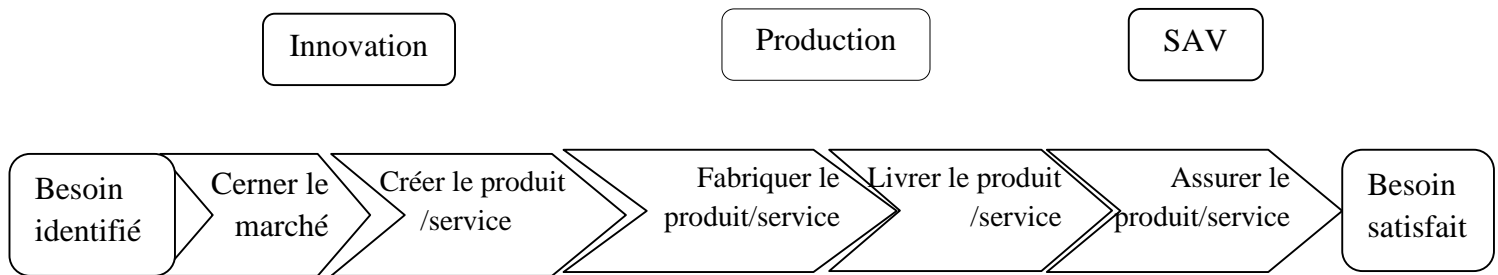 Innovation
Production
SAV
Besoin
identifié
Cerner le
marché
Créer le produit
/service
Fabriquer le
produit/service
Livrer le produit
/service
Assurer le
produit/service
Besoin
satisfait